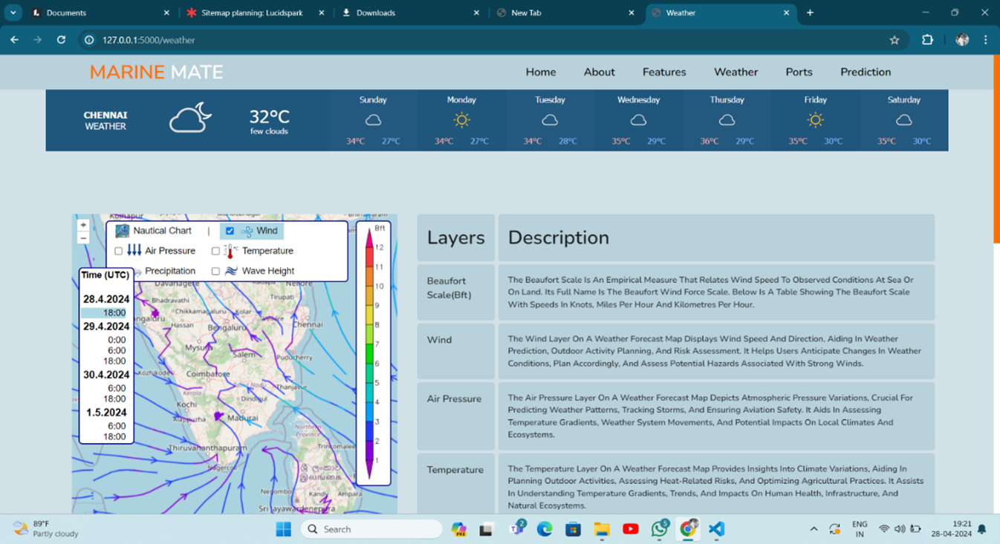 Documents
Sitemap planning: Lucidspark
Downloads
New Tab
Weather
127.0.0.1:5000/weather
MARINE MATE
Home About Features Weather Ports Prediction
CHENNAI
WEATHER
32°C
few clouds
Sunday Monday Tuesday Wednesday Thursday Friday Saturday
34°C 27°C 34°C 27°C 34°C 28°C 35°C 29°C 36°C 29°C 35°C 30°C 35°C 30°C
+
−
Nautical Chart | Wind
Air Pressure Temperature
Precipitation Wave Height
Time (UTC)
28.4.2024
18:00
29.4.2024
0:00
6:00
18:00
30.4.2024
6:00
18:00
1.5.2024
6:00
18:00
Bft
12
11
10
9
8
7
6
5
4
3
2
1
Kolhapur
Davanagere
Nellore
Bhadravathi
Tirupati
Chikkamagaluru Kolar
Vellore
Hassan Bengaluru
Chennai
Mysuru
Salem
Puducherry
Kozhikode
Coimbatore
Tamil Nadu
Thanjavur
Kerala
Kochi
Dindigul
Alappuzha
Madurai
Northern
Province
Thiruvananthapuram
Trincomalee
Nagercoil
ශ්‍රී ලංකාව
Negombo
Kandy Ampara
Sri Jayawardenepura
Layers Description
Beaufort
Scale(Bft)
The Beaufort Scale Is An Empirical Measure That Relates Wind Speed To Observed Conditions At Sea Or
On Land. Its Full Name Is The Beaufort Wind Force Scale. Below Is A Table Showing The Beaufort Scale
With Speeds In Knots, Miles Per Hour And Kilometres Per Hour.
Wind
The Wind Layer On A Weather Forecast Map Displays Wind Speed And Direction, Aiding In Weather
Prediction, Outdoor Activity Planning, And Risk Assessment. It Helps Users Anticipate Changes In Weather
Conditions, Plan Accordingly, And Assess Potential Hazards Associated With Strong Winds.
Air Pressure
The Air Pressure Layer On A Weather Forecast Map Depicts Atmospheric Pressure Variations, Crucial For
Predicting Weather Patterns, Tracking Storms, And Ensuring Aviation Safety. It Aids In Assessing
Temperature Gradients, Weather System Movements, And Potential Impacts On Local Climates And
Ecosystems.
Temperature
The Temperature Layer On A Weather Forecast Map Provides Insights Into Climate Variations, Aiding In
Planning Outdoor Activities, Assessing Heat-Related Risks, And Optimizing Agricultural Practices. It Assists
In Understanding Temperature Gradients, Trends, And Impacts On Human Health, Infrastructure, And
Natural Ecosystems.
89°F
Partly cloudy
Search
PRE
2
5
ENG
IN
19:21
28-04-2024